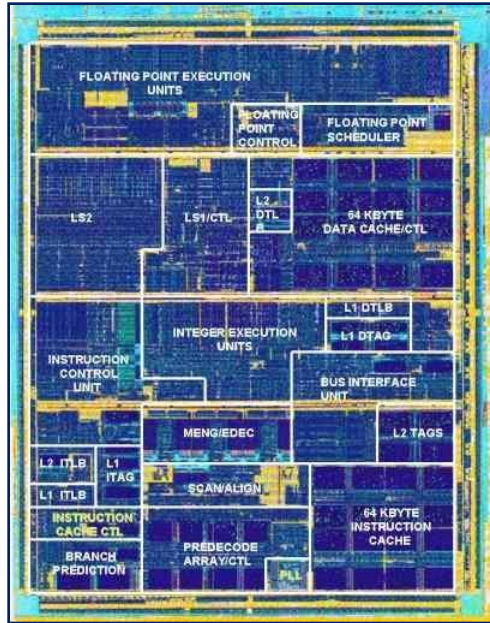 FLOATING POINT EXECUTION
UNITS
FLOATING
POINT
CONTROL
FLOATING POINT
SCHEDULER
LS2
LS1/CTL
L2
DTL
B
64 KBYTE
DATA CACHE/CTL
L1 DTLB
L1 DTAG
INTEGER EXECUTION
UNITS
INSTRUCTION
CONTROL
UNIT
BUS INTERFACE
UNIT
MENG/EDEC
L2 TAGS
L2 ITLB
L1
ITAG
L1 ITLB
SCAN/ALIGN
INSTRUCTION
CACHE CTL
64 KBYTE
INSTRUCTION
CACHE
BRANCH
PREDICTION
PREDECODE
ARRAY/CTL
PLL